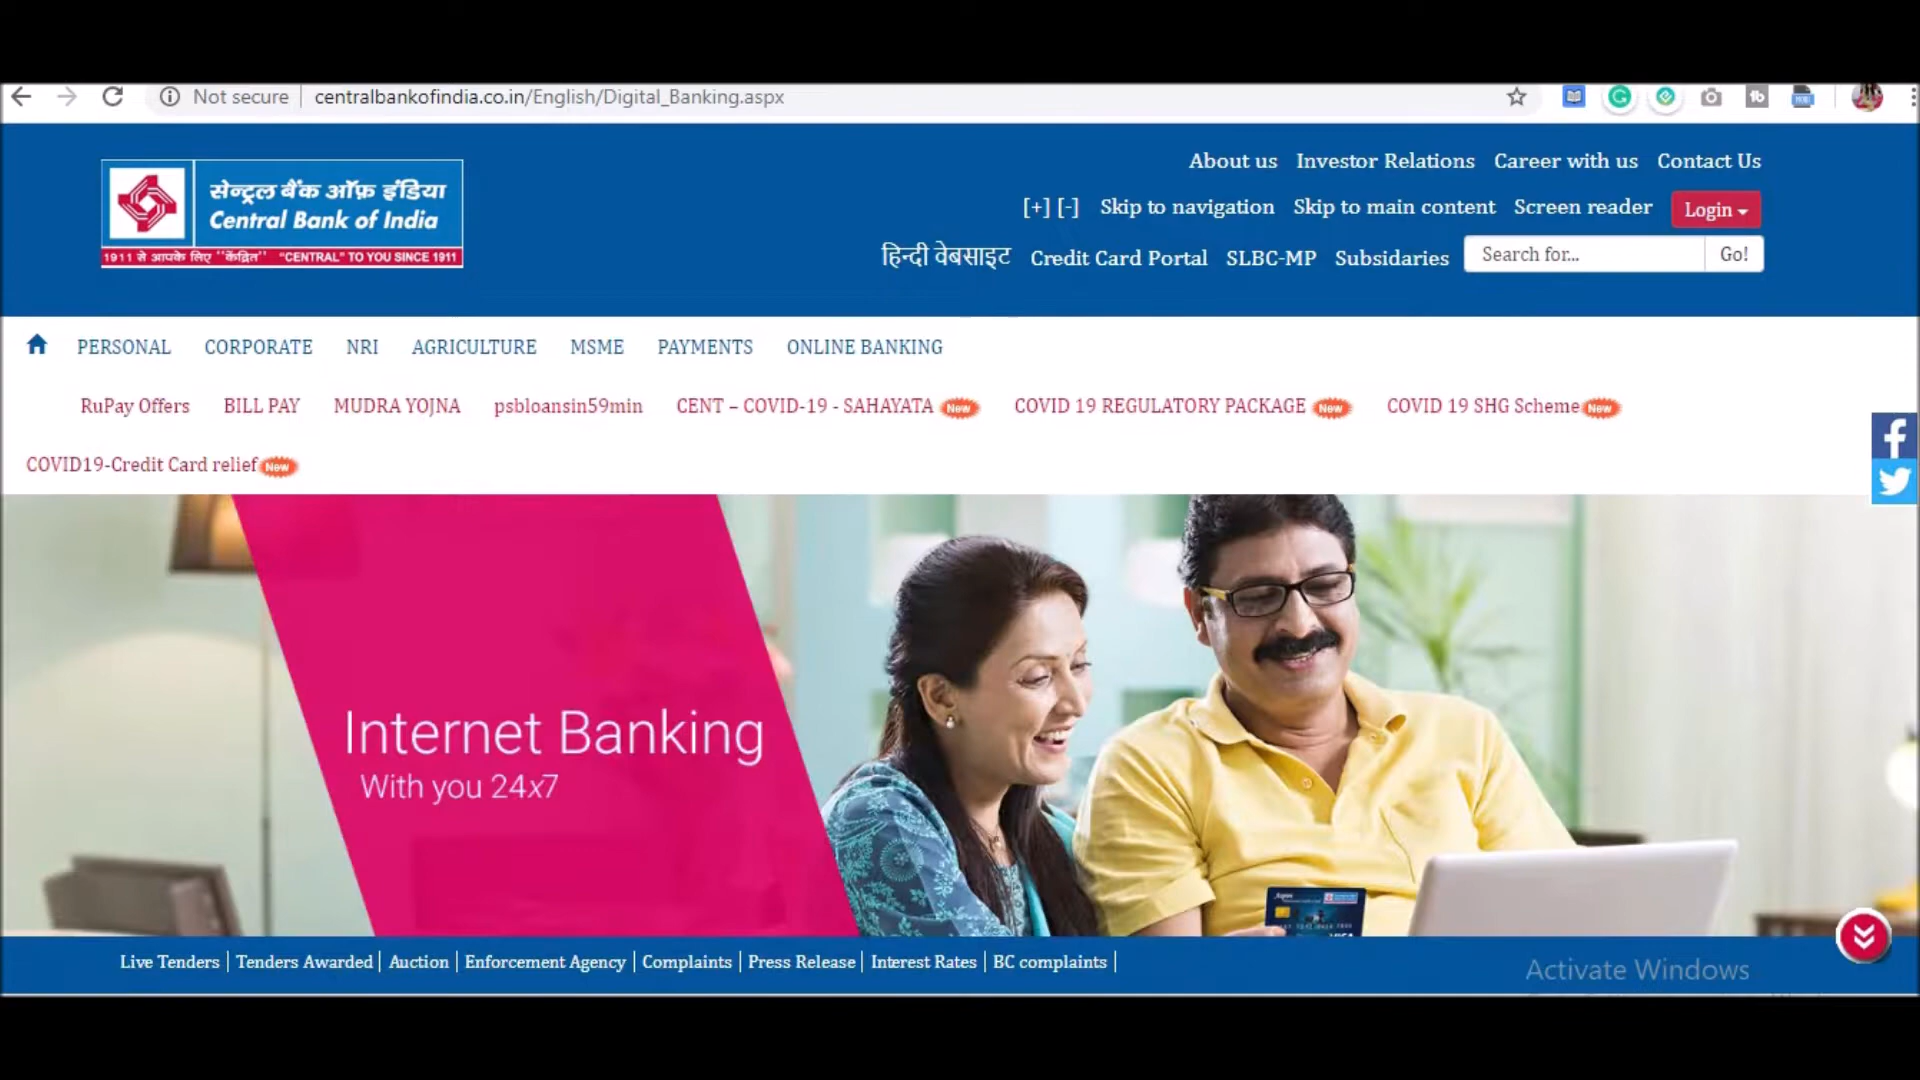 Not secure centralbankofindia.co.in/English/Digital_Banking.aspx
सेन्ट्रल बैंक ऑफ़ इंडिया
Central Bank of India
1911 से आपके लिए "केंद्रित" "CENTRAL" TO YOU SINCE 1911
About us Investor Relations Career with us Contact Us
[+] [-] Skip to navigation Skip to main content Screen reader Login
हिन्दी वेबसाइट Credit Card Portal SLBC-MP Subsidaries Search for... Go!
PERSONAL CORPORATE NRI AGRICULTURE MSME PAYMENTS ONLINE BANKING
RuPay Offers BILL PAY MUDRA YOJNA psbloansin59min CENT – COVID-19 - SAHAYATA New COVID 19 REGULATORY PACKAGE New COVID 19 SHG Scheme New
COVID19-Credit Card relief New
Internet Banking
With you 24x7
VISA
Live Tenders | Tenders Awarded | Auction | Enforcement Agency | Complaints | Press Release | Interest Rates | BC complaints |
Activate Windows